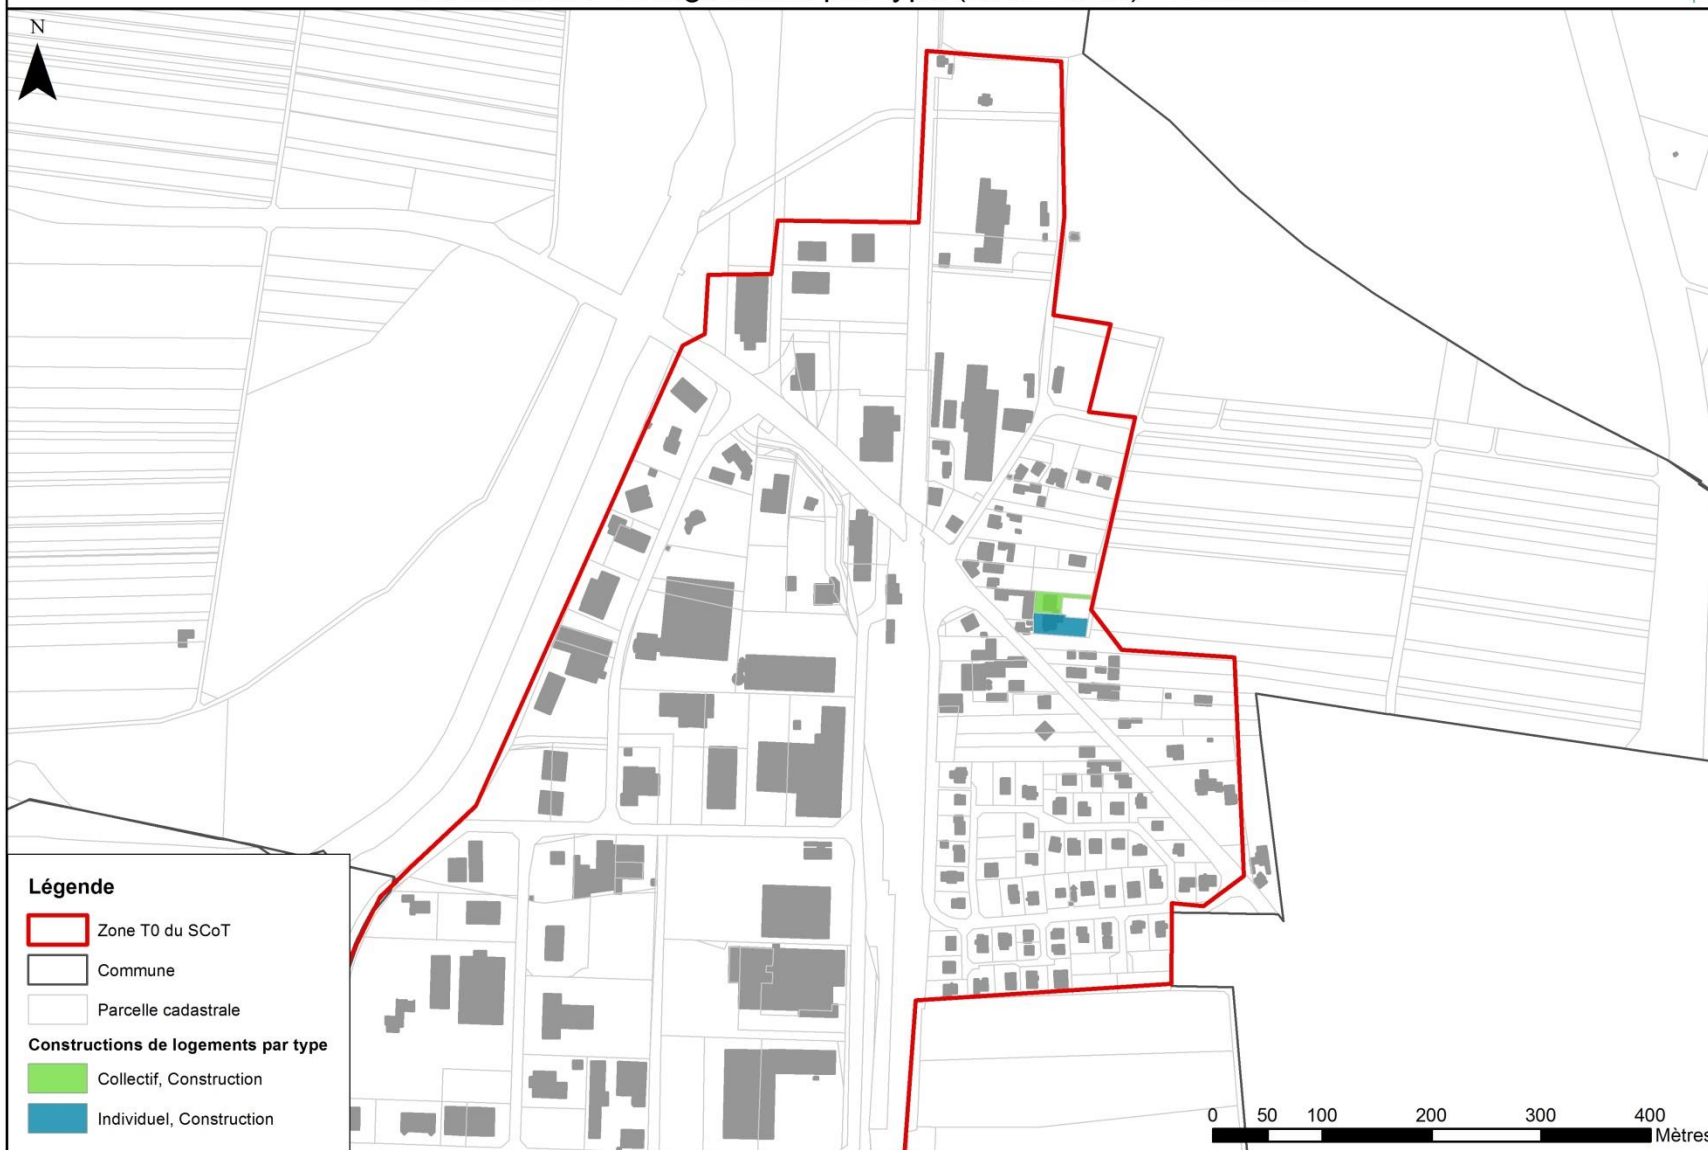 N
Légende
Zone T0 du SCoT
Commune
Parcelle cadastrale
Constructions de logements par type
Collectif, Construction
Individuel, Construction
0 50 100 200 300 400
Mètres